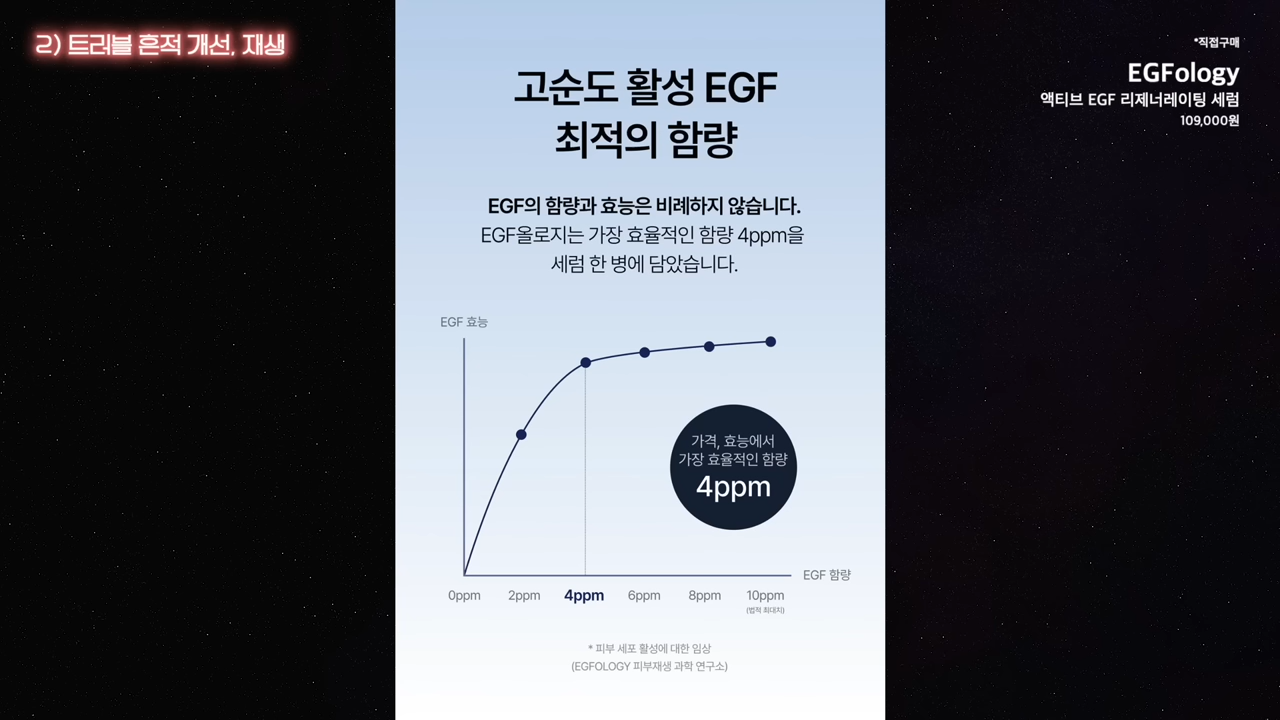 2) 트러블 흔적 개선, 재생
*직접구매
EGFology
액티브 EGF 리제너레이팅 세럼
109,000원
고순도 활성 EGF
최적의 함량
EGF의 함량과 효능은 비례하지 않습니다.
EGF올로지는 가장 효율적인 함량 4ppm을
세럼 한 병에 담았습니다.
EGF 효능
가격, 효능에서
가장 효율적인 함량
4ppm
EGF 함량
0ppm 2ppm 4ppm 6ppm 8ppm 10ppm
(법적 최대치)
* 피부 세포 활성에 대한 임상
(EGFOLOGY 피부재생 과학 연구소)